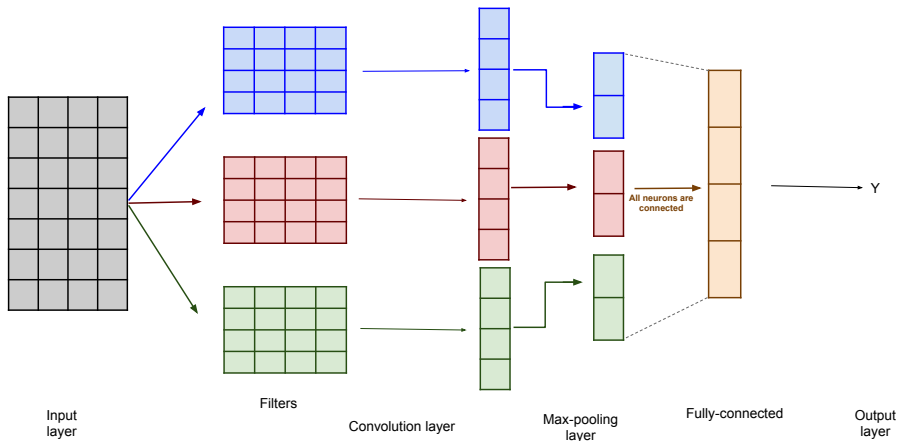 All neurons are
connected
Y
Input
layer
Filters
Convolution layer
Max-pooling
layer
Fully-connected
Output
layer